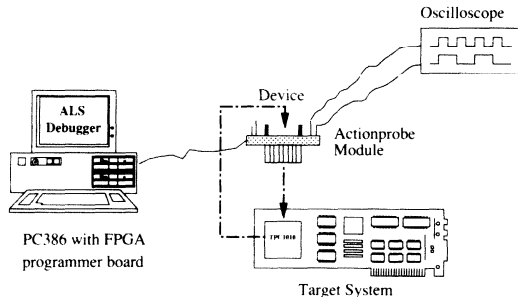 Oscilloscope
ALS
Debugger
Device
Actionprobe
Module
PC386 with FPGA
programmer board
TPC 1010
Target System